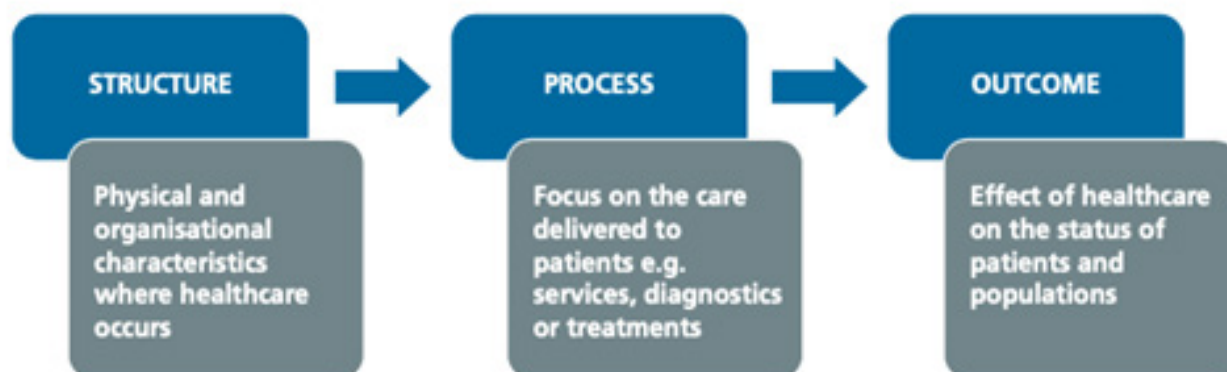 STRUCTURE
Physical and
organisational
characteristics
where healthcare
occurs
PROCESS
Focus on the care
delivered to
patients e.g.
services, diagnostics
or treatments
OUTCOME
Effect of healthcare
on the status of
patients and
populations